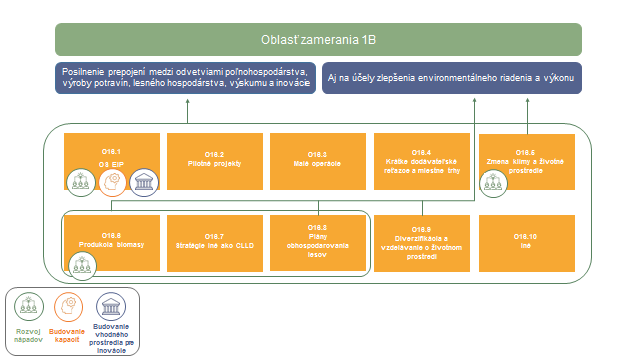 Oblasť zamerania 1B
Posilnenie prepojení medzi odvetviami poľnohospodárstva,
výroby potravín, lesného hospodárstva, výskumu a inovácie
Aj na účely zlepšenia environmentálneho riadenia a výkonu
O16.1
OS EIP
O16.2
Pilotné projekty
O16.3
Malé operácie
O16.4
Krátke dodávateľské
reťazce a miestne trhy
O16.5
Zmena klímy a životné
prostredie
O16.6
Produkcia biomasy
O16.7
Stratégie iné ako CLLD
O16.8
Plány
obhospodarovania
lesov
O16.9
Diverzifikácia a
vzdelávanie o životnom
prostredí
O16.10
Iné
Rozvoj
nápadov
Budovanie
kapacít
Budovanie
vhodného
prostredia pre
inovácie